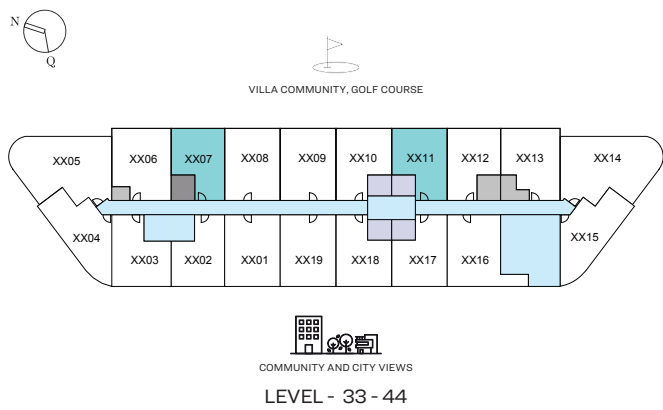 N
Q
VILLA COMMUNITY, GOLF COURSE
XX05 XX06 XX07 XX08 XX09 XX10 XX11 XX12 XX13 XX14
XX04 XX03 XX02 XX01 XX19 XX18 XX17 XX16 XX15
COMMUNITY AND CITY VIEWS
LEVEL - 33 - 44